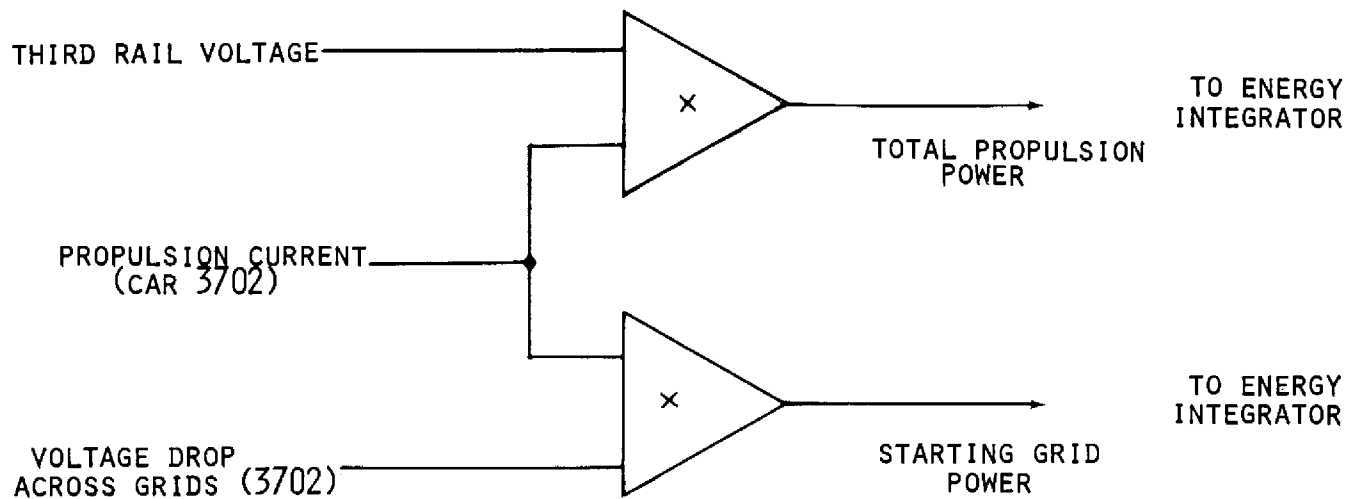 THIRD RAIL VOLTAGE
×
TO ENERGY
INTEGRATOR
TOTAL PROPULSION
POWER
PROPULSION CURRENT
(CAR 3702)
×
TO ENERGY
INTEGRATOR
VOLTAGE DROP
ACROSS GRIDS (3702)
STARTING GRID
POWER